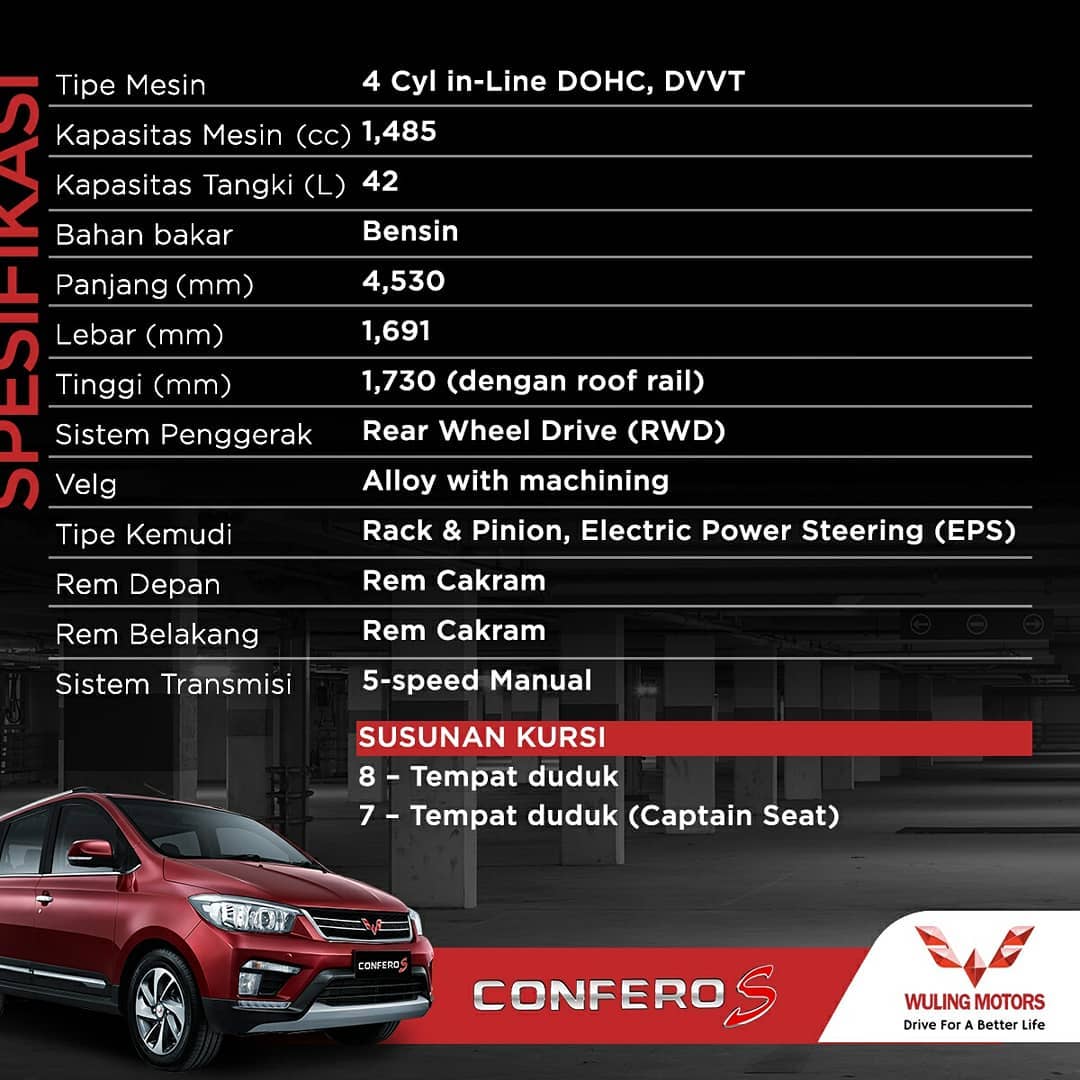 SPESIFIKASI
Tipe Mesin 4 Cyl in-Line DOHC, DVVT
Kapasitas Mesin (cc) 1,485
Kapasitas Tangki (L) 42
Bahan bakar Bensin
Panjang (mm) 4,530
Lebar (mm) 1,691
Tinggi (mm) 1,730 (dengan roof rail)
Sistem Penggerak Rear Wheel Drive (RWD)
Velg Alloy with machining
Tipe Kemudi Rack & Pinion, Electric Power Steering (EPS)
Rem Depan Rem Cakram
Rem Belakang Rem Cakram
Sistem Transmisi 5-speed Manual
SUSUNAN KURSI
8 – Tempat duduk
7 – Tempat duduk (Captain Seat)
CONFERO S
CONFERO S
WULING MOTORS
Drive For A Better Life